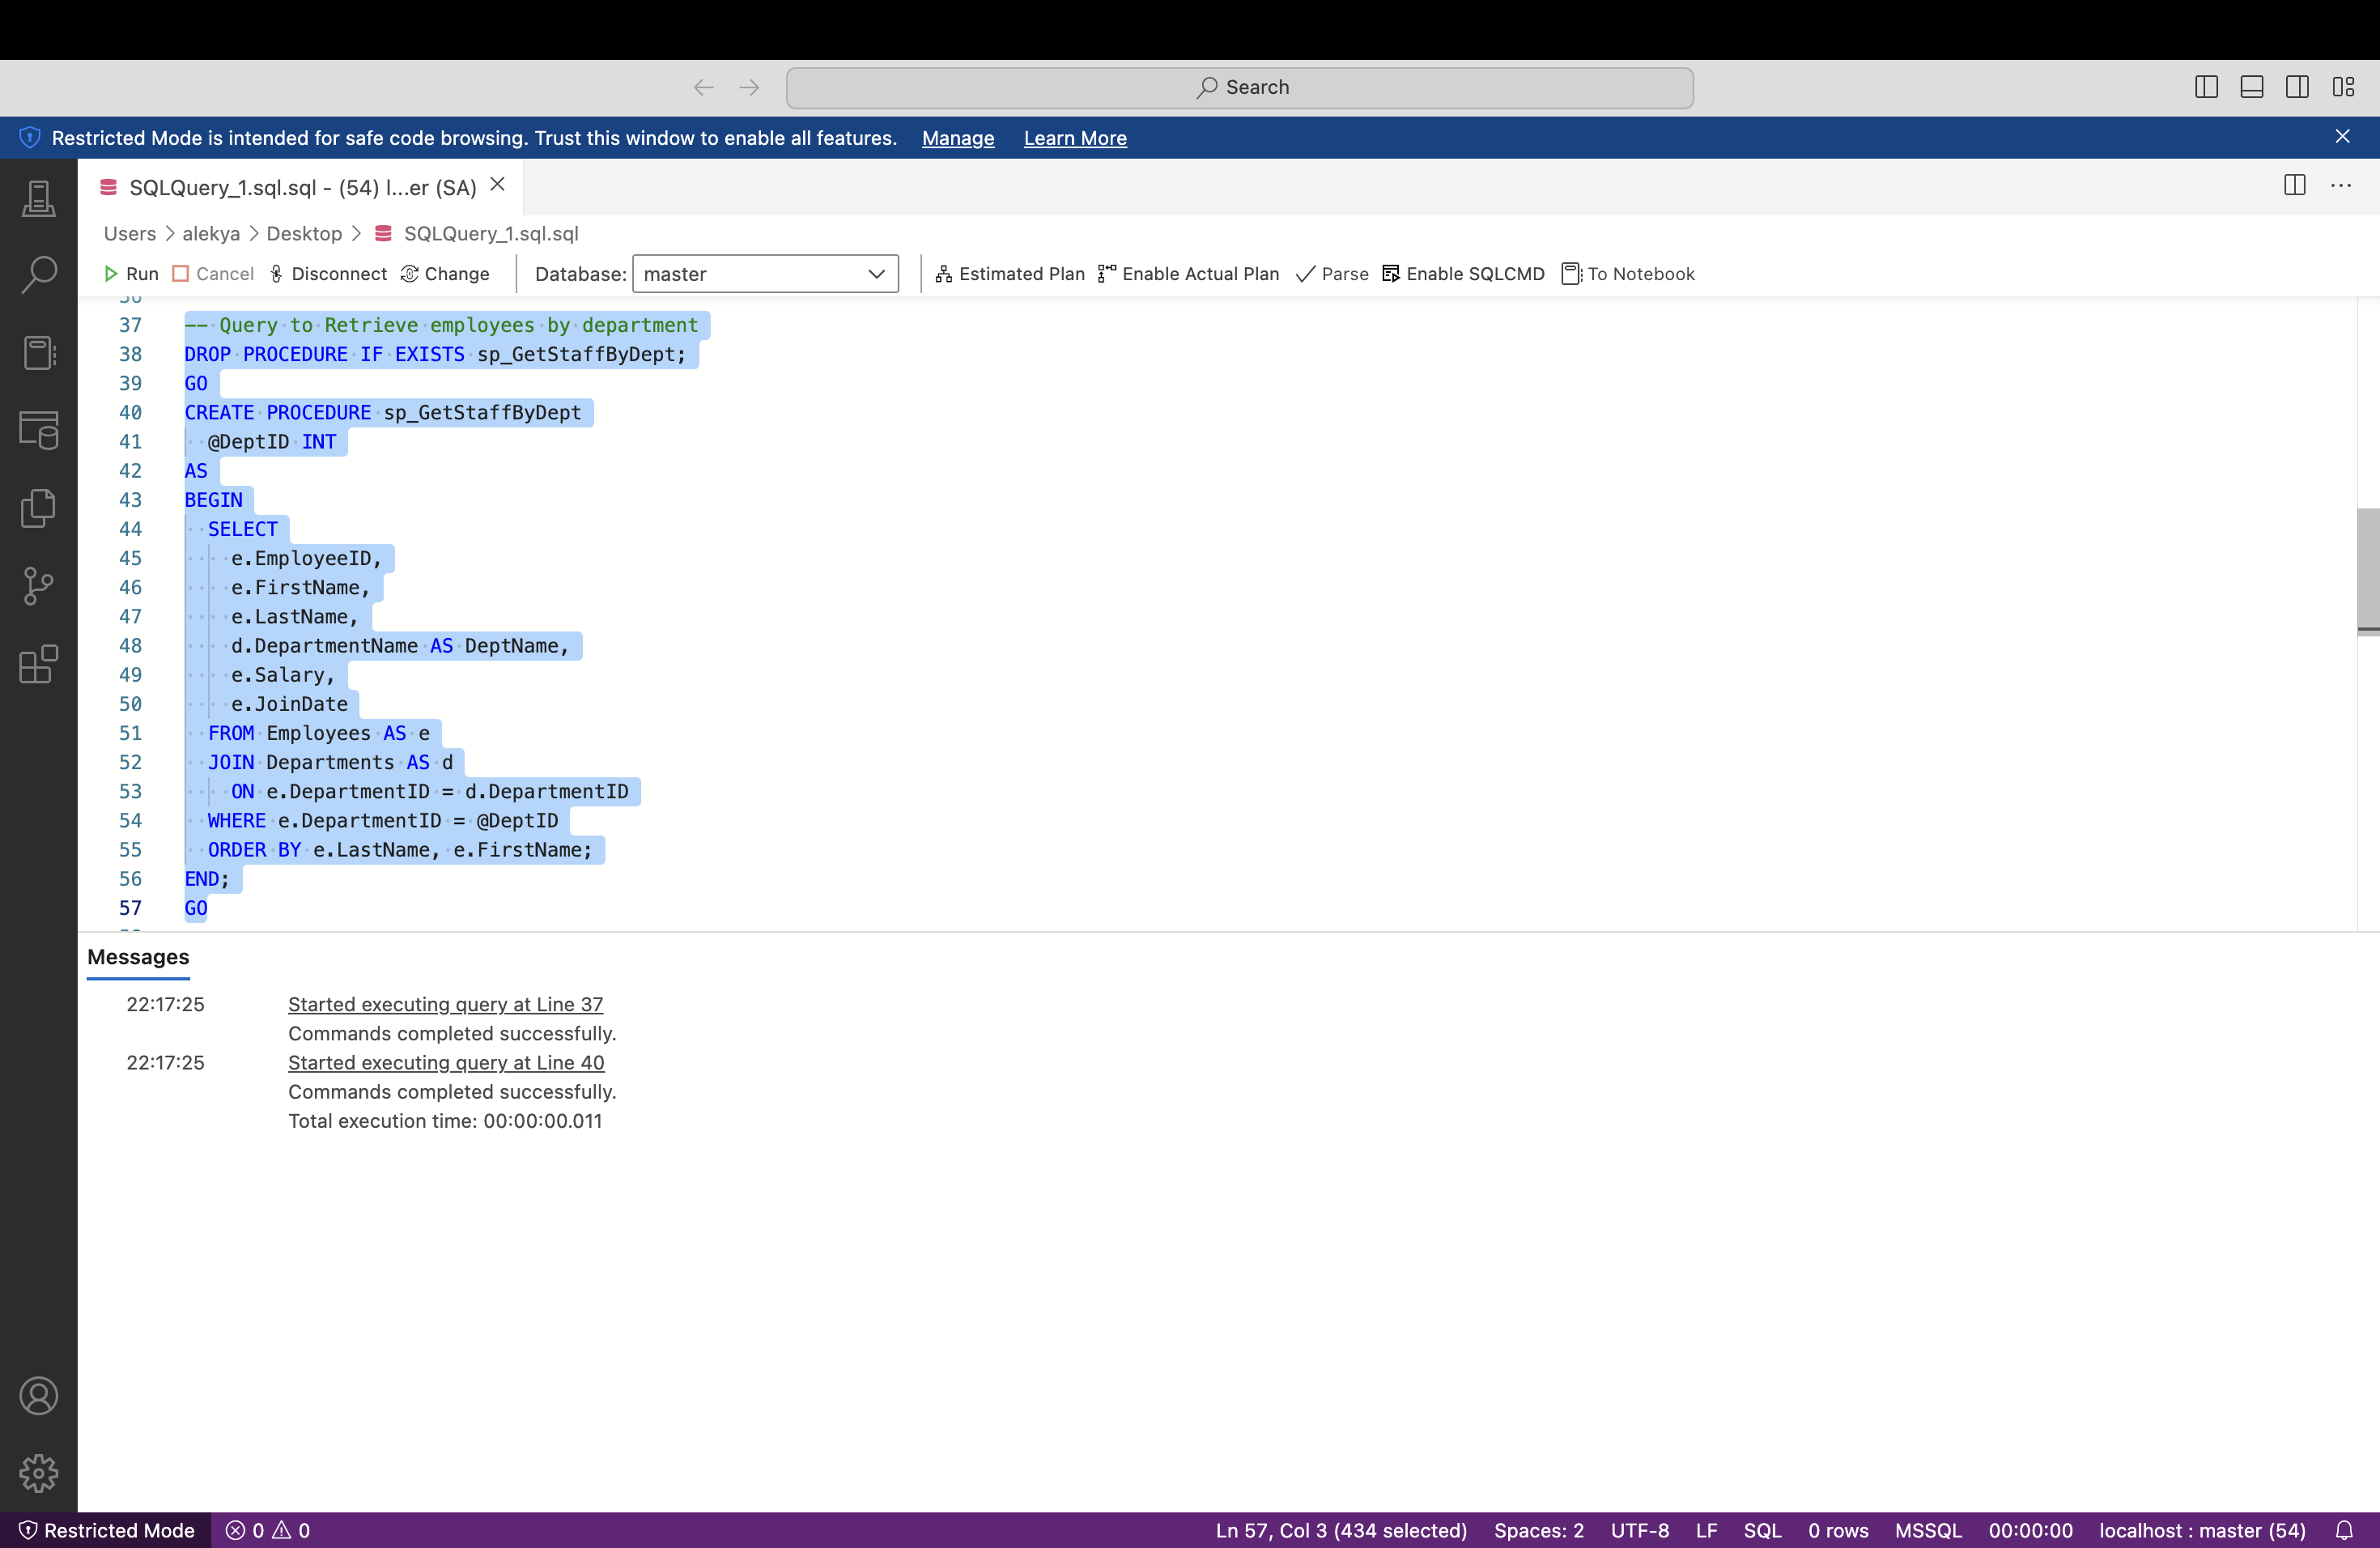 Search
Restricted Mode is intended for safe code browsing. Trust this window to enable all features. Manage Learn More
SQLQuery_1.sql.sql - (54) l...er (SA)
Users > alekya > Desktop > SQLQuery_1.sql.sql
Run Cancel Disconnect Change Database: master Estimated Plan Enable Actual Plan Parse Enable SQLCMD To Notebook
37 -- Query to Retrieve employees by department
38 DROP PROCEDURE IF EXISTS sp_GetStaffByDept;
39 GO
40 CREATE PROCEDURE sp_GetStaffByDept
41 @DeptID INT
42 AS
43 BEGIN
44 SELECT
45 e.EmployeeID,
46 e.FirstName,
47 e.LastName,
48 d.DepartmentName AS DeptName,
49 e.Salary,
50 e.JoinDate
51 FROM Employees AS e
52 JOIN Departments AS d
53 ON e.DepartmentID = d.DepartmentID
54 WHERE e.DepartmentID = @DeptID
55 ORDER BY e.LastName, e.FirstName;
56 END;
57 GO
Messages
22:17:25 Started executing query at Line 37
Commands completed successfully.
22:17:25 Started executing query at Line 40
Commands completed successfully.
Total execution time: 00:00:00.011
Restricted Mode 0 0 Ln 57, Col 3 (434 selected) Spaces: 2 UTF-8 LF SQL 0 rows MSSQL 00:00:00 localhost : master (54)